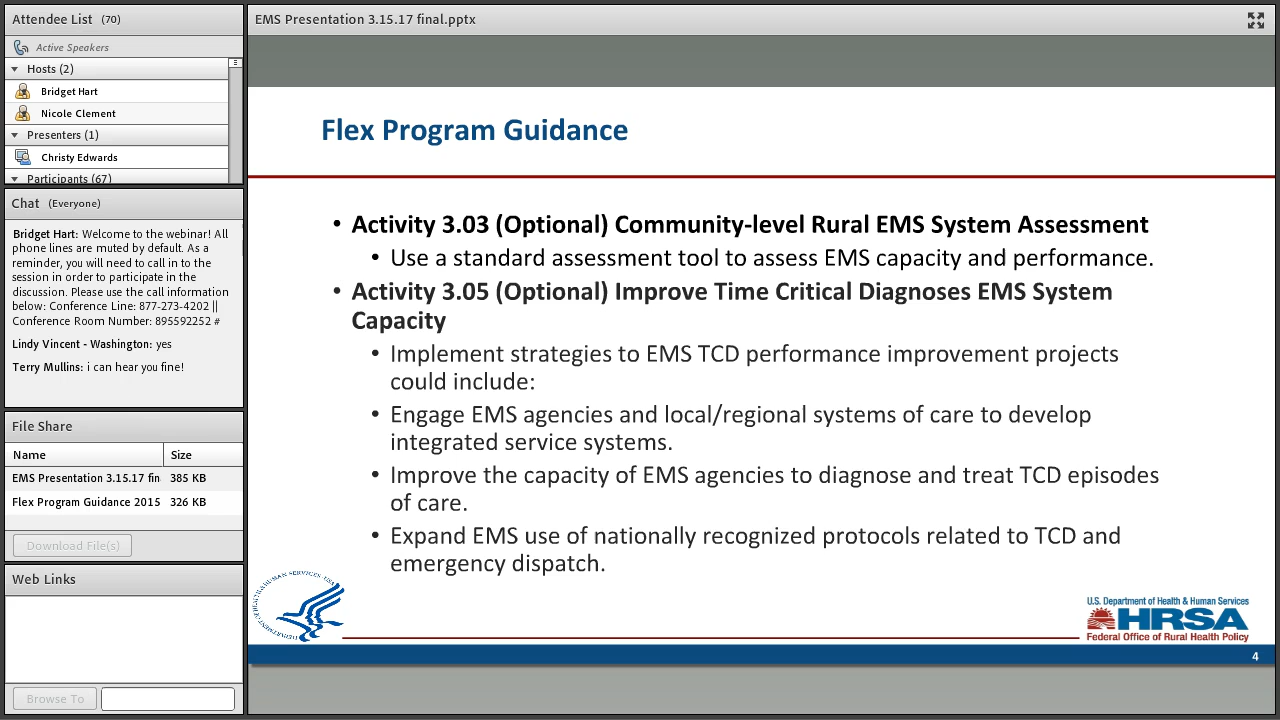 Attendee List (70)
Active Speakers
Hosts (2)
Bridget Hart
Nicole Clement
Presenters (1)
Christy Edwards
Participants (67)
Chat (Everyone)
Bridget Hart: Welcome to the webinar! All
phone lines are muted by default. As a
reminder, you will need to call in to the
session in order to participate in the
discussion. Please use the call information
below: Conference Line: 877-273-4202 ||
Conference Room Number: 895592252 #
Lindy Vincent - Washington: yes
Terry Mullins: i can hear you fine!
File Share
Name Size
EMS Presentation 3.15.17 fin 385 KB
Flex Program Guidance 2015 326 KB
Download File(s)
Web Links
Browse To
EMS Presentation 3.15.17 final.pptx
Flex Program Guidance
• Activity 3.03 (Optional) Community-level Rural EMS System Assessment
• Use a standard assessment tool to assess EMS capacity and performance.
• Activity 3.05 (Optional) Improve Time Critical Diagnoses EMS System
Capacity
• Implement strategies to EMS TCD performance improvement projects
could include:
• Engage EMS agencies and local/regional systems of care to develop
integrated service systems.
• Improve the capacity of EMS agencies to diagnose and treat TCD episodes
of care.
• Expand EMS use of nationally recognized protocols related to TCD and
emergency dispatch.
U.S. Department of Health & Human Services
HRSA
Federal Office of Rural Health Policy
4